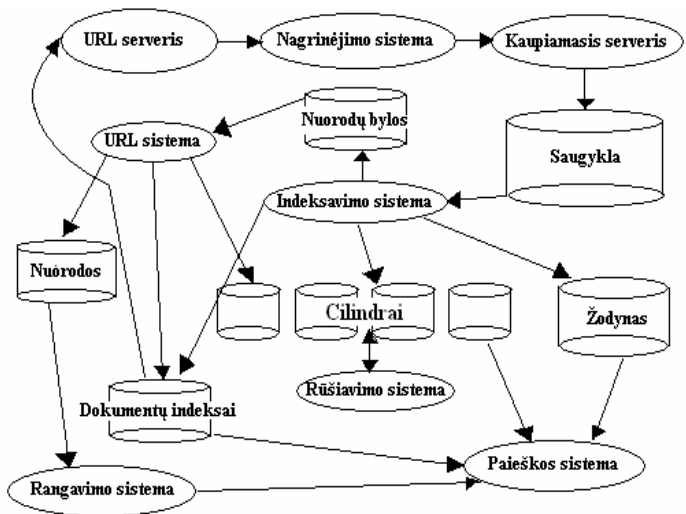 URL serveris
Nagrinėjimo sistema
Kaupiamasis serveris
Nuorodų bylos
URL sistema
Saugykla
Indeksavimo sistema
Nuorodos
Cilindrai
Žodynas
Rūšiavimo sistema
Dokumentų indeksai
Paieškos sistema
Rangavimo sistema